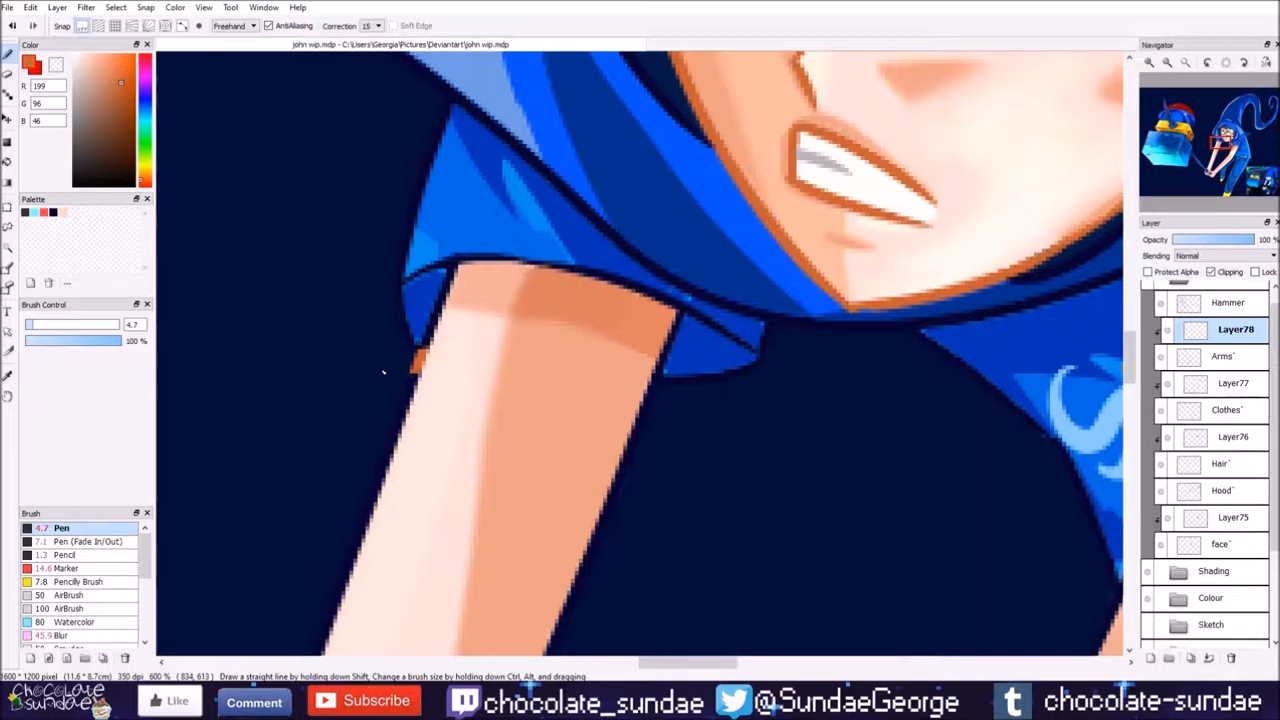 File Edit Layer Filter Snap Select Color View Tool Window Help
Snap Freehand AntiAliasing Correction 15 Soft Edge
Color
john wip.mdp - C:\Users\Georgia\Pictures\Deviantart\john wip.mdp
Navigator
R 199
G 96
B 46
Palette
Layer
Opacity 100 %
Blending Normal
Protect Alpha Clipping Lock
Brush Control
4.7
100 %
Hammer
Layer78
Arms`
Layer77
Clothes`
Layer76
Hair`
Hood`
Layer75
face`
Shading
Colour
Sketch
Brush
4.7 Pen
7.1 Pen (Fade In/Out)
1.3 Pencil
14.6 Marker
7.8 Pencilly Brush
50 AirBrush
100 AirBrush
80 Watercolor
45.9 Blur
1600 * 1200 pixel (11.6 * 8.7cm) 350 dpi 600 % (834, 613) Draw a straight line by holding down Shift, Change a brush size by holding down Ctrl, Alt, and dragging
chocolate
sundae
Like
Comment
Subscribe
chocolate_sundae
@SundaeGeorge
t
chocolate-sundae